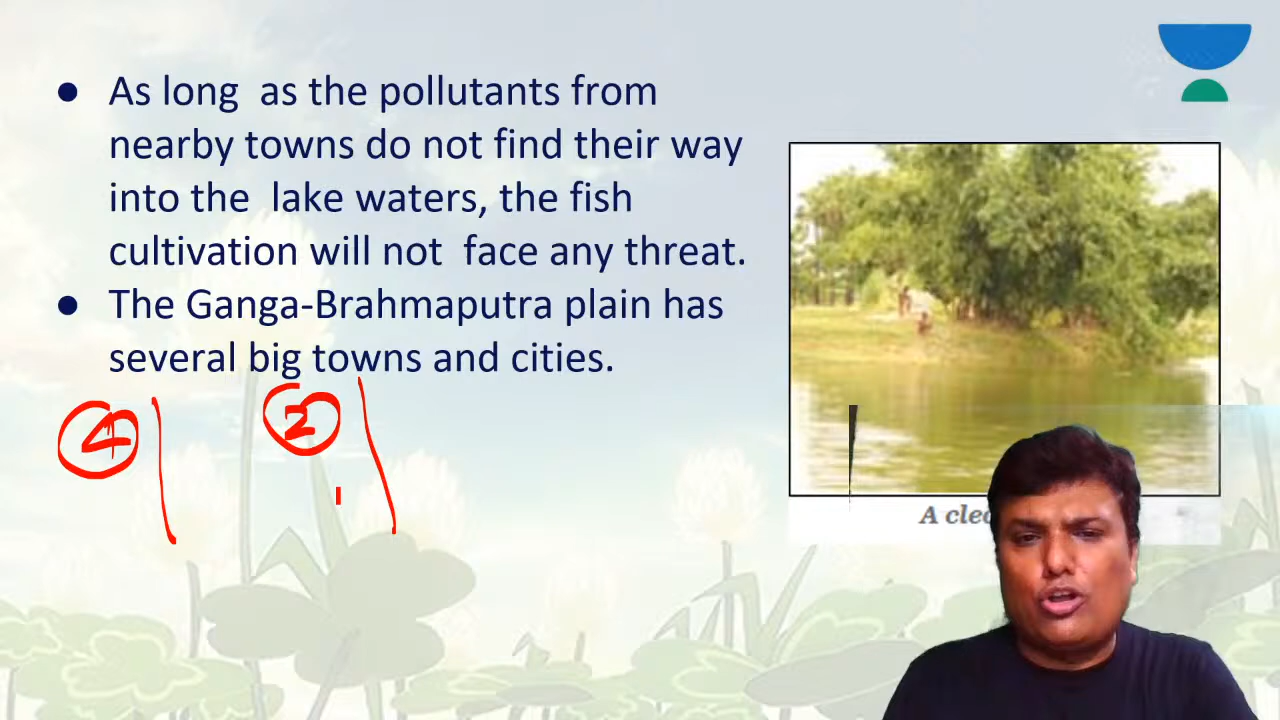 ● As long as the pollutants from
nearby towns do not find their way
into the lake waters, the fish
cultivation will not face any threat.
● The Ganga-Brahmaputra plain has
several big towns and cities.
4 2
A clea